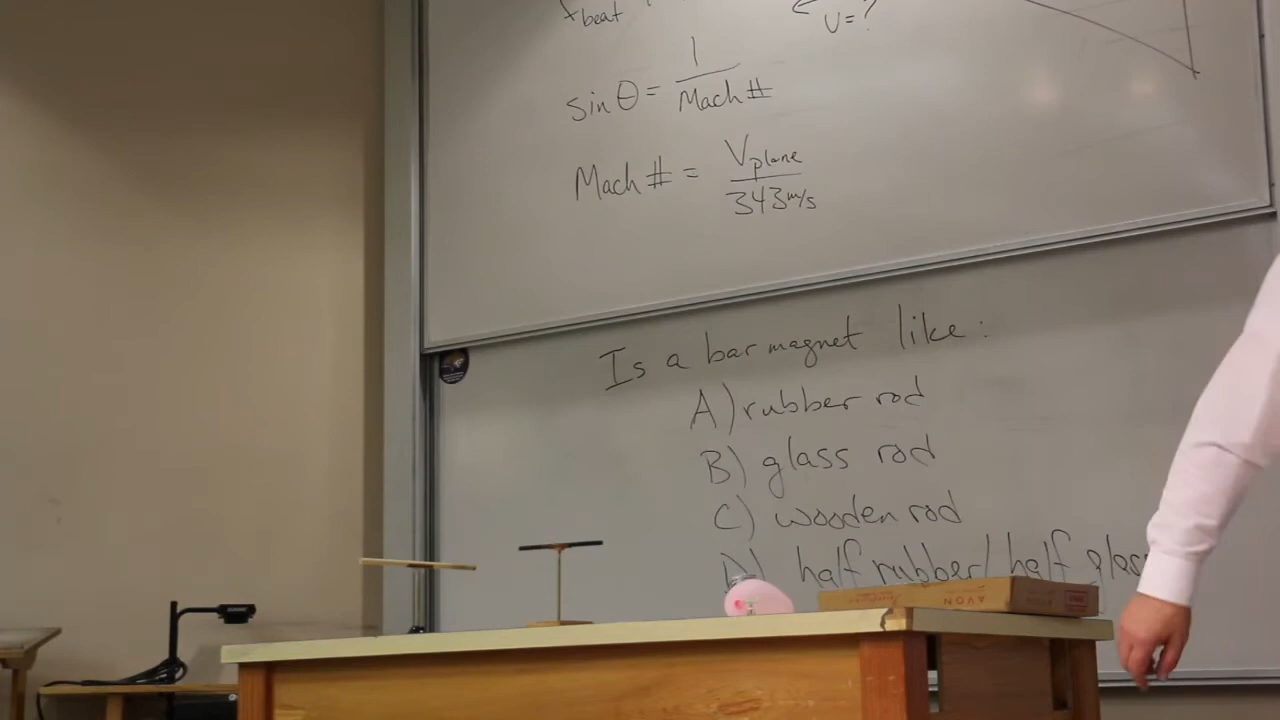 fbeat
v=?
sin θ = 1 / Mach #
Mach # = Vplane / 343 m/s
Is a bar magnet like:
A) rubber rod
B) glass rod
C) wooden rod
D) half rubber/half glass
AVON